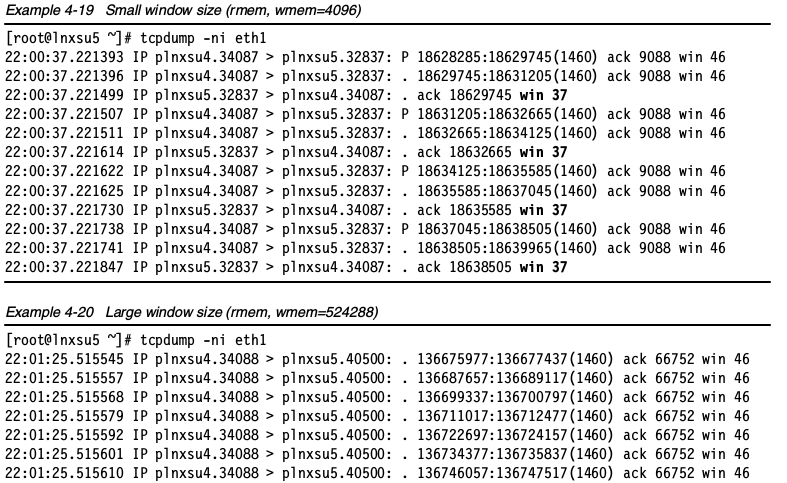 Example 4-19 Small window size (rmem, wmem=4096)
[root@lnxsu5 ~]# tcpdump -ni eth1
22:00:37.221393 IP plnxsu4.34087 > plnxsu5.32837: P 18628285:18629745(1460) ack 9088 win 46
22:00:37.221396 IP plnxsu4.34087 > plnxsu5.32837: . 18629745:18631205(1460) ack 9088 win 46
22:00:37.221499 IP plnxsu5.32837 > plnxsu4.34087: . ack 18629745 win 37
22:00:37.221507 IP plnxsu4.34087 > plnxsu5.32837: P 18631205:18632665(1460) ack 9088 win 46
22:00:37.221511 IP plnxsu4.34087 > plnxsu5.32837: . 18632665:18634125(1460) ack 9088 win 46
22:00:37.221614 IP plnxsu5.32837 > plnxsu4.34087: . ack 18632665 win 37
22:00:37.221622 IP plnxsu4.34087 > plnxsu5.32837: P 18634125:18635585(1460) ack 9088 win 46
22:00:37.221625 IP plnxsu4.34087 > plnxsu5.32837: . 18635585:18637045(1460) ack 9088 win 46
22:00:37.221730 IP plnxsu5.32837 > plnxsu4.34087: . ack 18635585 win 37
22:00:37.221738 IP plnxsu4.34087 > plnxsu5.32837: P 18637045:18638505(1460) ack 9088 win 46
22:00:37.221741 IP plnxsu4.34087 > plnxsu5.32837: . 18638505:18639965(1460) ack 9088 win 46
22:00:37.221847 IP plnxsu5.32837 > plnxsu4.34087: . ack 18638505 win 37
Example 4-20 Large window size (rmem, wmem=524288)
[root@lnxsu5 ~]# tcpdump -ni eth1
22:01:25.515545 IP plnxsu4.34088 > plnxsu5.40500: . 136675977:136677437(1460) ack 66752 win 46
22:01:25.515557 IP plnxsu4.34088 > plnxsu5.40500: . 136687657:136689117(1460) ack 66752 win 46
22:01:25.515568 IP plnxsu4.34088 > plnxsu5.40500: . 136699337:136700797(1460) ack 66752 win 46
22:01:25.515579 IP plnxsu4.34088 > plnxsu5.40500: . 136711017:136712477(1460) ack 66752 win 46
22:01:25.515592 IP plnxsu4.34088 > plnxsu5.40500: . 136722697:136724157(1460) ack 66752 win 46
22:01:25.515601 IP plnxsu4.34088 > plnxsu5.40500: . 136734377:136735837(1460) ack 66752 win 46
22:01:25.515610 IP plnxsu4.34088 > plnxsu5.40500: . 136746057:136747517(1460) ack 66752 win 46